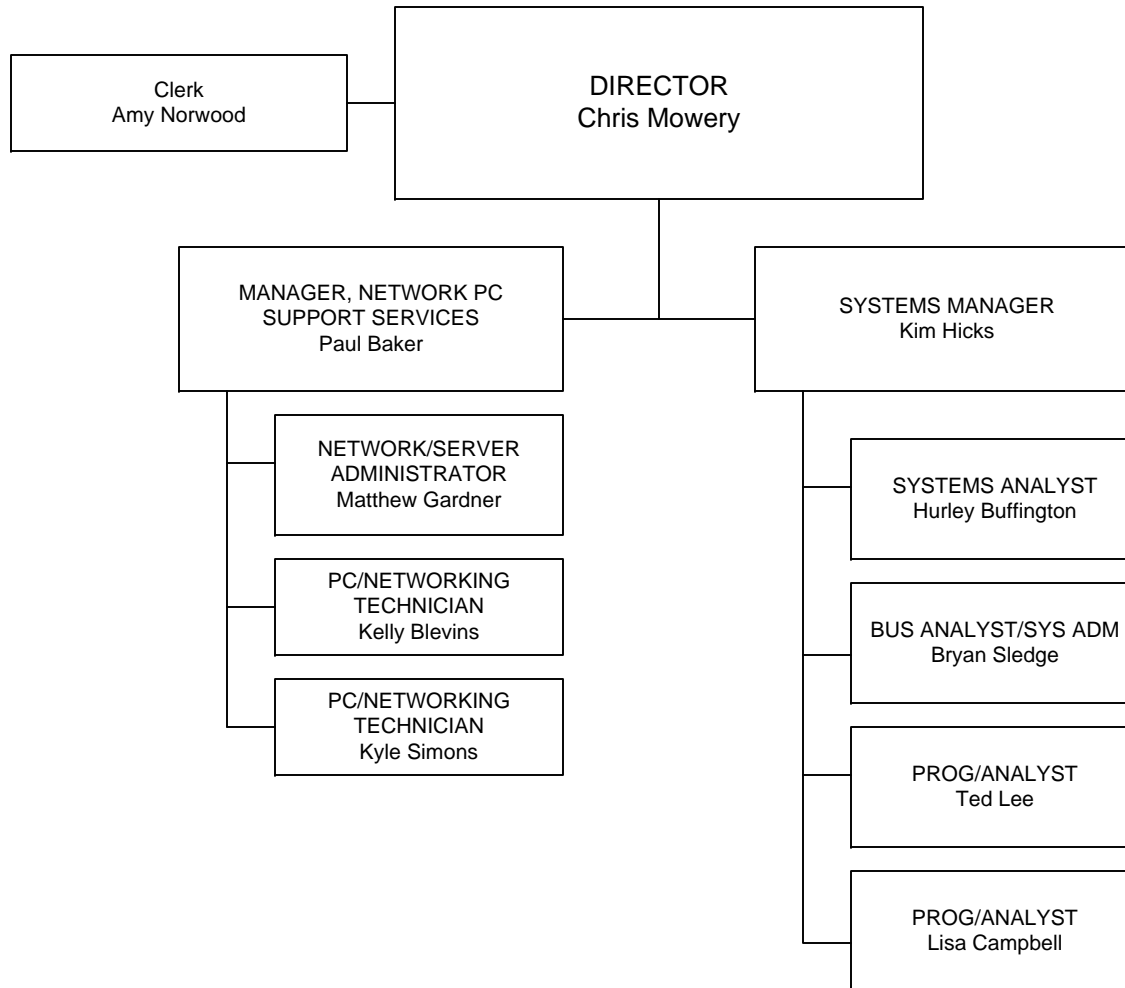 Clerk
Amy Norwood
DIRECTOR
Chris Mowery
MANAGER, NETWORK PC
SUPPORT SERVICES
Paul Baker
NETWORK/SERVER
ADMINISTRATOR
Matthew Gardner
PC/NETWORKING
TECHNICIAN
Kelly Blevins
PC/NETWORKING
TECHNICIAN
Kyle Simons
SYSTEMS MANAGER
Kim Hicks
SYSTEMS ANALYST
Hurley Buffington
BUS ANALYST/SYS ADM
Bryan Sledge
PROG/ANALYST
Ted Lee
PROG/ANALYST
Lisa Campbell